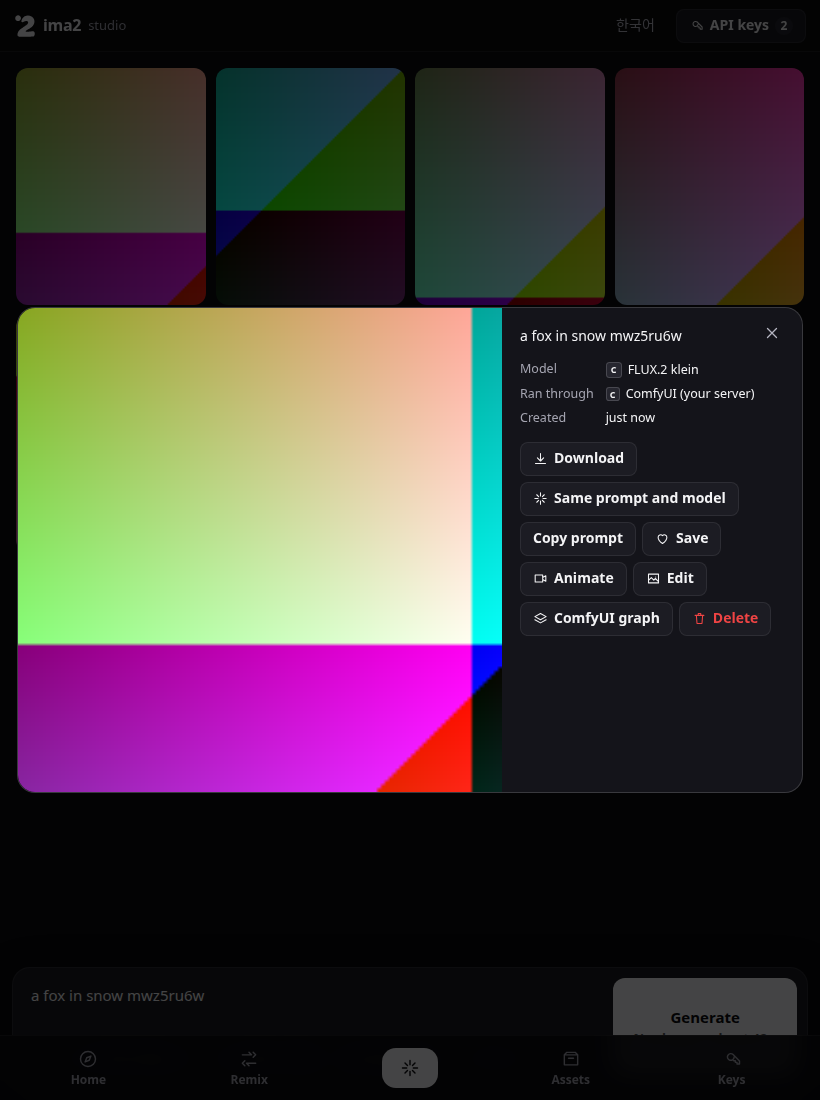 2 ima2 studio
한국어
API keys 2
a fox in snow mwz5ru6w
Model c FLUX.2 klein
Ran through c ComfyUI (your server)
Created just now
Download
Same prompt and model
Copy prompt Save
Animate Edit
ComfyUI graph Delete
a fox in snow mwz5ru6w
Generate
Home Remix Assets Keys